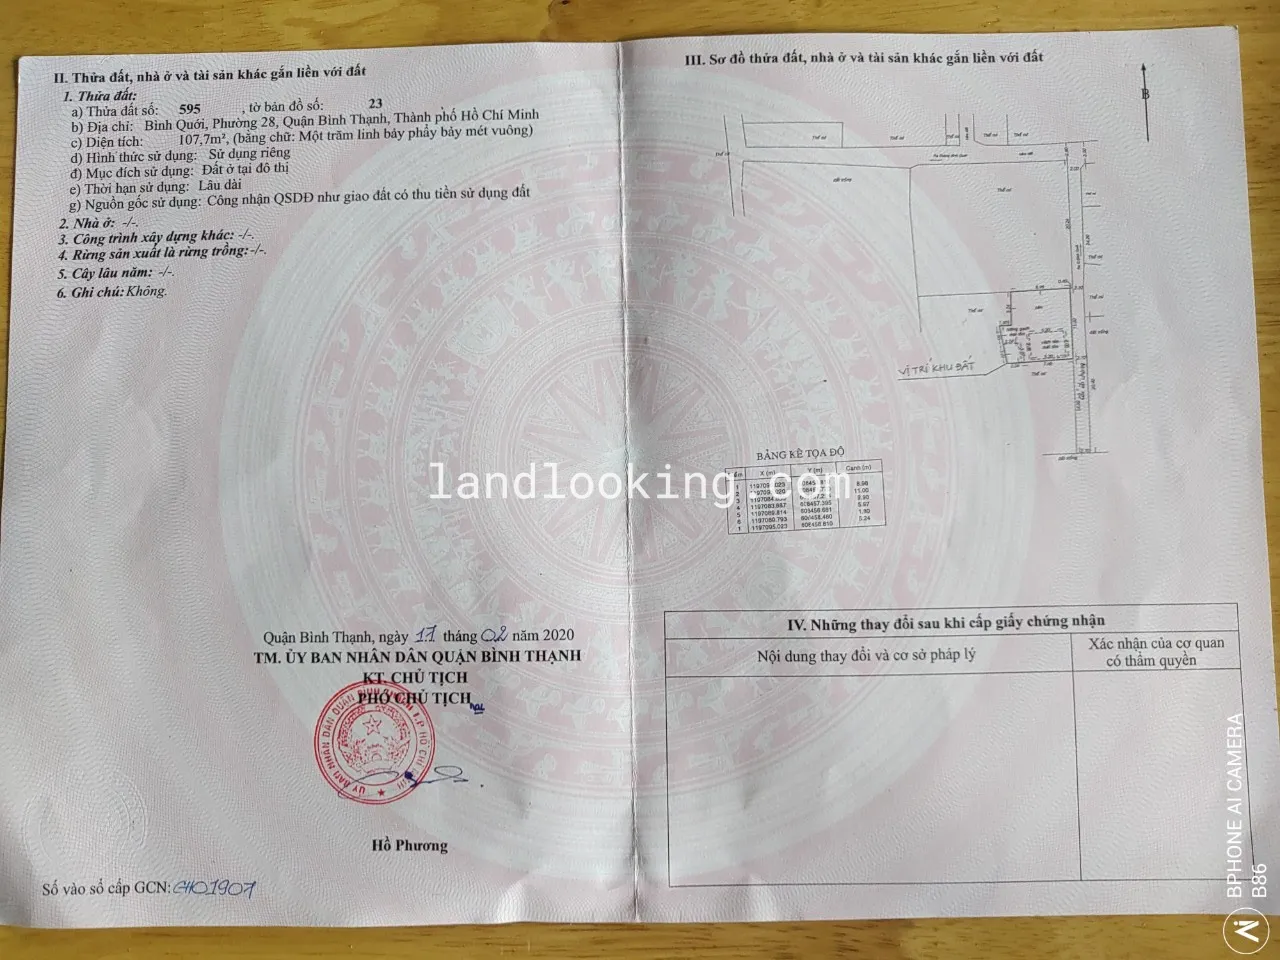 II. Thửa đất, nhà ở và tài sản khác gắn liền với đất
1. Thửa đất:
a) Thửa đất số: 595 , tờ bản đồ số: 23
b) Địa chỉ: Bình Quới, Phường 28, Quận Bình Thạnh, Thành phố Hồ Chí Minh
c) Diện tích: 107,7m², (bằng chữ: Một trăm linh bảy phẩy bảy mét vuông)
d) Hình thức sử dụng: Sử dụng riêng
đ) Mục đích sử dụng: Đất ở tại đô thị
e) Thời hạn sử dụng: Lâu dài
g) Nguồn gốc sử dụng: Công nhận QSDĐ như giao đất có thu tiền sử dụng đất
2. Nhà ở: -/-.
3. Công trình xây dựng khác: -/-.
4. Rừng sản xuất là rừng trồng: -/-.
5. Cây lâu năm: -/-.
6. Ghi chú: Không.
Quận Bình Thạnh, ngày 17 tháng 02 năm 2020
TM. ỦY BAN NHÂN DÂN QUẬN BÌNH THẠNH
KT. CHỦ TỊCH
PHÓ CHỦ TỊCH
Hồ Phương
Số vào sổ cấp GCN: CH01907
III. Sơ đồ thửa đất, nhà ở và tài sản khác gắn liền với đất
B
VỊ TRÍ KHU ĐẤT
BẢNG KÊ TỌA ĐỘ
X (m) Y (m) Cạnh (m)
landlooking.com
IV. Những thay đổi sau khi cấp giấy chứng nhận
Nội dung thay đổi và cơ sở pháp lý
Xác nhận của cơ quan
có thẩm quyền
BPHONE AI CAMERA
B86